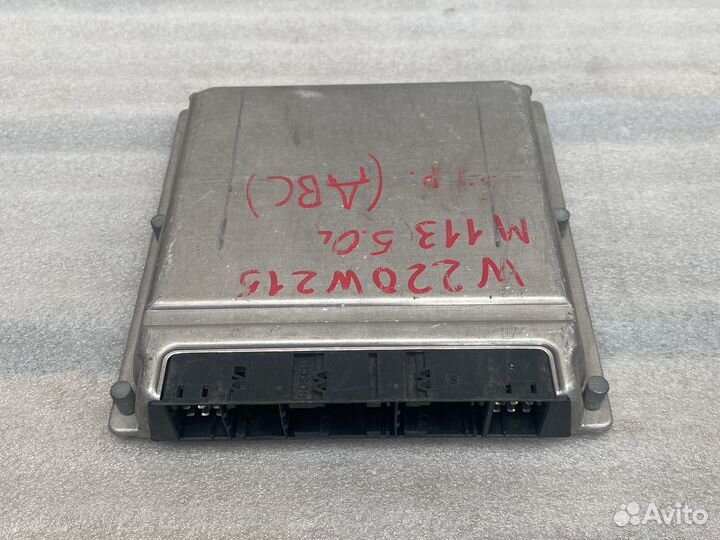 W220W215
M113 5.0L
(ABC)
BOSCH
Avito